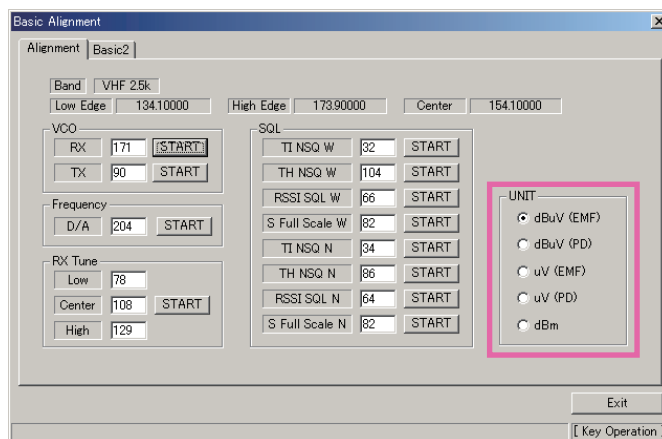 Basic Alignment
Alignment Basic2
Band VHF 2.5k
Low Edge 134.10000 High Edge 173.90000 Center 154.10000
VCO
RX 171 START
TX 90 START
Frequency
D/A 204 START
RX Tune
Low 78
Center 108 START
High 129
SQL
TI NSQ W 32 START
TH NSQ W 104 START
RSSI SQL W 66 START
S Full Scale W 82 START
TI NSQ N 34 START
TH NSQ N 86 START
RSSI SQL N 64 START
S Full Scale N 82 START
UNIT
dBuV (EMF)
dBuV (PD)
uV (EMF)
uV (PD)
dBm
Exit
[ Key Operation